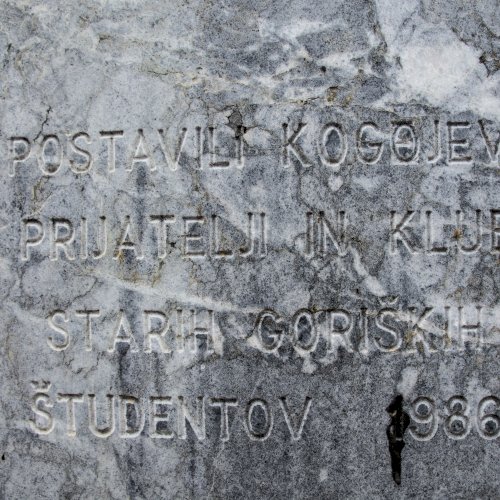 POSTAVILI KOGOJEV
PRIJATELJI IN KLUB
STARIH GORIŠKIH
ŠTUDENTOV 1986